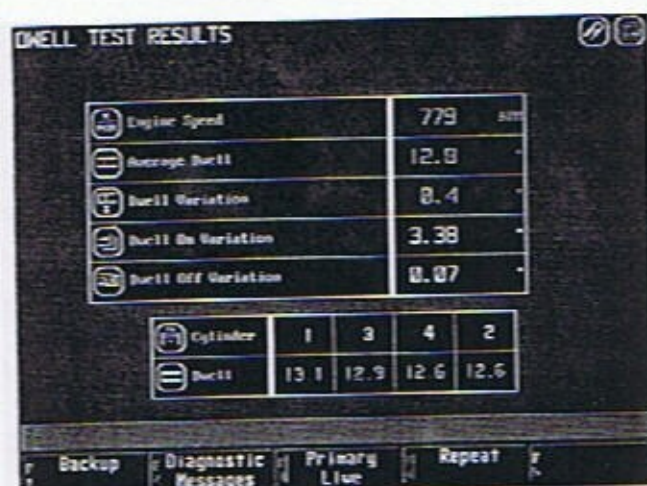 DWELL TEST RESULTS
Engine Speed 779
Average Dwell 12.8 °
Dwell Variation 0.4 °
Dwell On Variation 3.38 °
Dwell Off Variation 0.07 °
Cylinder 1 3 4 2
Dwell 13.1 12.9 12.6 12.6
Backup Diagnostic Messages Primary Live Repeat